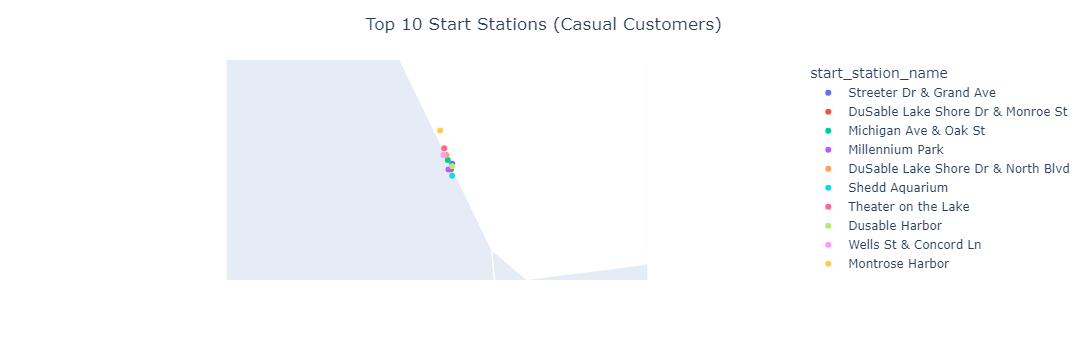 Top 10 Start Stations (Casual Customers)
start_station_name
Streeter Dr & Grand Ave
DuSable Lake Shore Dr & Monroe St
Michigan Ave & Oak St
Millennium Park
DuSable Lake Shore Dr & North Blvd
Shedd Aquarium
Theater on the Lake
Dusable Harbor
Wells St & Concord Ln
Montrose Harbor